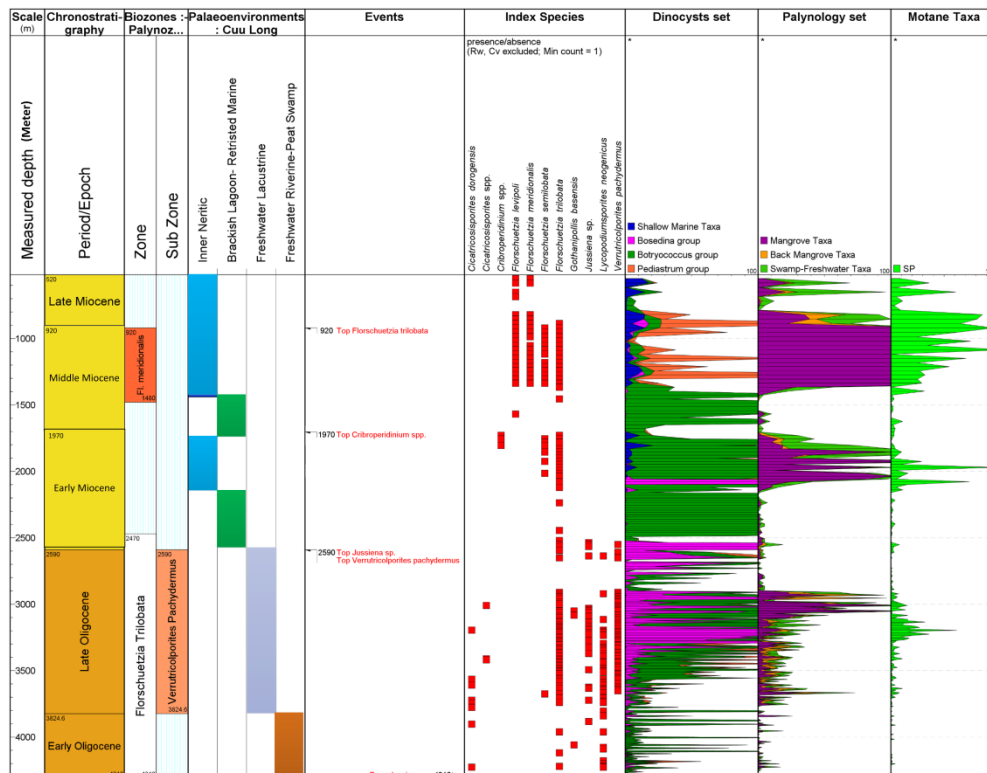 Scale
(m)
Chronostrati-
graphy
Biozones :-
Palynoz...
Palaeoenvironments
: Cuu Long
Events
Index Species
Dinocysts set
Palynology set
Motane Taxa
presence/absence
(Rw, Cv excluded; Min count = 1)
*
*
*
Measured depth (Meter)
Period/Epoch
Zone
Sub Zone
Inner Neritic
Brackish Lagoon- Retristed Marine
Freshwater Lacustrine
Freshwater Riverine-Peat Swamp
Cicatricosisporites dorogensis
Cicatricosisporites spp.
Cribroperidinium spp.
Florschuetzia levipoli
Florschuetzia meridionalis
Florschuetzia semilobata
Florschuetzia trilobata
Gothanipollis basensis
Jussiena sp.
Lycopodiumsporites neogenicus
Verrutricolporites pachydermus
Shallow Marine Taxa
Bosedina group
Botryococcus group
Pediastrum group
100
Mangrove Taxa
Back Mangrove Taxa
Swamp-Freshwater Taxa
100
SP
520
Late Miocene
920
920
920
Top Florschuetzia trilobata
1000
Middle Miocene
Fl. meridionalis
1480
1500
1970
1970
Top Cribroperidinium spp.
2000
Early Miocene
2470
2500
2590
2590
2590
Top Jussiena sp.
Top Verrutricolporites pachydermus
3000
Late Oligocene
Florschuetzia Trilobata
Verrutricolporites Pachydermus
3500
3824.6
3824.6
4000
Early Oligocene